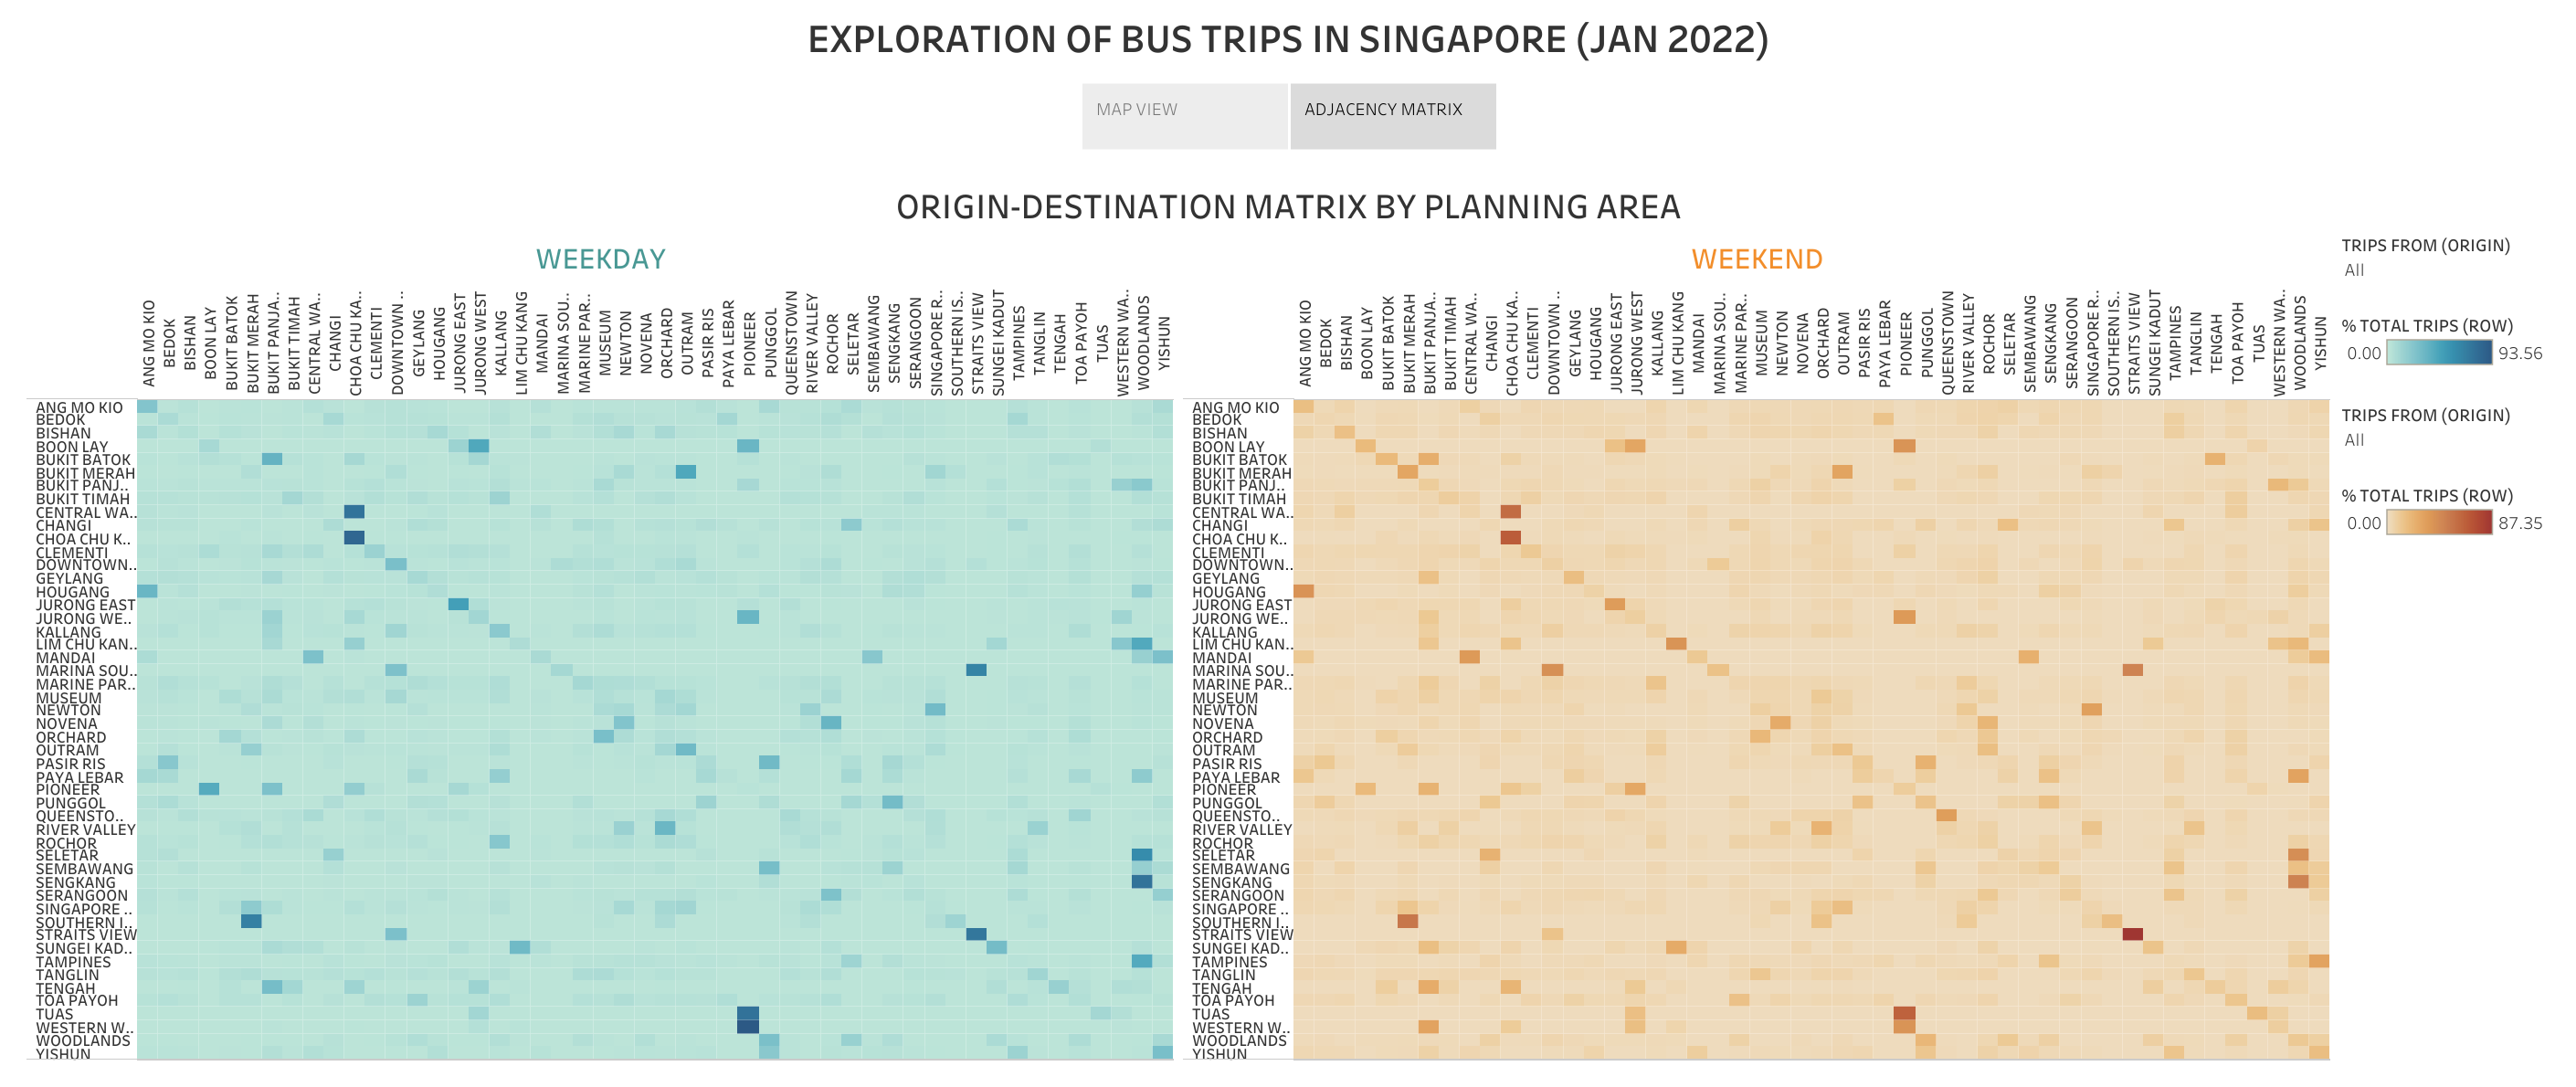 EXPLORATION OF BUS TRIPS IN SINGAPORE (JAN 2022)
MAP VIEW
ADJACENCY MATRIX
ORIGIN-DESTINATION MATRIX BY PLANNING AREA
WEEKDAY
ANG MO KIO
BEDOK
BISHAN
BOON LAY
BUKIT BATOK
BUKIT MERAH
BUKIT PANJA..
BUKIT TIMAH
CENTRAL WA..
CHANGI
CHOA CHU KA..
CLEMENTI
DOWNTOWN ..
GEYLANG
HOUGANG
JURONG EAST
JURONG WEST
KALLANG
LIM CHU KANG
MANDAI
MARINA SOU..
MARINE PAR..
MUSEUM
NEWTON
NOVENA
ORCHARD
OUTRAM
PASIR RIS
PAYA LEBAR
PIONEER
PUNGGOL
QUEENSTOWN
RIVER VALLEY
ROCHOR
SELETAR
SEMBAWANG
SENGKANG
SERANGOON
SINGAPORE R..
SOUTHERN IS..
STRAITS VIEW
SUNGEI KADUT
TAMPINES
TANGLIN
TENGAH
TOA PAYOH
TUAS
WESTERN WA..
WOODLANDS
YISHUN
ANG MO KIO
BEDOK
BISHAN
BOON LAY
BUKIT BATOK
BUKIT MERAH
BUKIT PANJ..
BUKIT TIMAH
CENTRAL WA..
CHANGI
CHOA CHU K..
CLEMENTI
DOWNTOWN..
GEYLANG
HOUGANG
JURONG EAST
JURONG WE..
KALLANG
LIM CHU KAN..
MANDAI
MARINA SOU..
MARINE PAR..
MUSEUM
NEWTON
NOVENA
ORCHARD
OUTRAM
PASIR RIS
PAYA LEBAR
PIONEER
PUNGGOL
QUEENSTO..
RIVER VALLEY
ROCHOR
SELETAR
SEMBAWANG
SENGKANG
SERANGOON
SINGAPORE ..
SOUTHERN I..
STRAITS VIEW
SUNGEI KAD..
TAMPINES
TANGLIN
TENGAH
TOA PAYOH
TUAS
WESTERN W..
WOODLANDS
YISHUN
WEEKEND
ANG MO KIO
BEDOK
BISHAN
BOON LAY
BUKIT BATOK
BUKIT MERAH
BUKIT PANJA..
BUKIT TIMAH
CENTRAL WA..
CHANGI
CHOA CHU KA..
CLEMENTI
DOWNTOWN ..
GEYLANG
HOUGANG
JURONG EAST
JURONG WEST
KALLANG
LIM CHU KANG
MANDAI
MARINA SOU..
MARINE PAR..
MUSEUM
NEWTON
NOVENA
ORCHARD
OUTRAM
PASIR RIS
PAYA LEBAR
PIONEER
PUNGGOL
QUEENSTOWN
RIVER VALLEY
ROCHOR
SELETAR
SEMBAWANG
SENGKANG
SERANGOON
SINGAPORE R..
SOUTHERN IS..
STRAITS VIEW
SUNGEI KADUT
TAMPINES
TANGLIN
TENGAH
TOA PAYOH
TUAS
WESTERN WA..
WOODLANDS
YISHUN
ANG MO KIO
BEDOK
BISHAN
BOON LAY
BUKIT BATOK
BUKIT MERAH
BUKIT PANJ..
BUKIT TIMAH
CENTRAL WA..
CHANGI
CHOA CHU K..
CLEMENTI
DOWNTOWN..
GEYLANG
HOUGANG
JURONG EAST
JURONG WE..
KALLANG
LIM CHU KAN..
MANDAI
MARINA SOU..
MARINE PAR..
MUSEUM
NEWTON
NOVENA
ORCHARD
OUTRAM
PASIR RIS
PAYA LEBAR
PIONEER
PUNGGOL
QUEENSTO..
RIVER VALLEY
ROCHOR
SELETAR
SEMBAWANG
SENGKANG
SERANGOON
SINGAPORE ..
SOUTHERN I..
STRAITS VIEW
SUNGEI KAD..
TAMPINES
TANGLIN
TENGAH
TOA PAYOH
TUAS
WESTERN W..
WOODLANDS
YISHUN
TRIPS FROM (ORIGIN)
All
% TOTAL TRIPS (ROW)
0.00 93.56
TRIPS FROM (ORIGIN)
All
% TOTAL TRIPS (ROW)
0.00 87.35